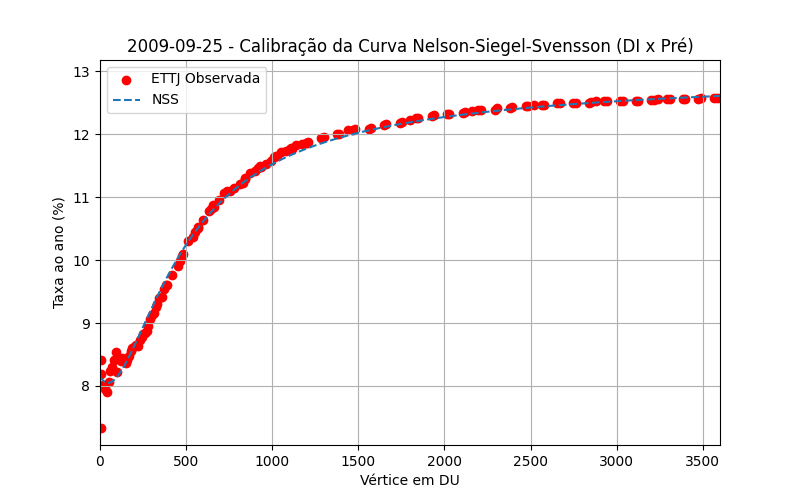 2009-09-25 - Calibração da Curva Nelson-Siegel-Svensson (DI x Pré)
ETTJ Observada
NSS
Taxa ao ano (%)
13
12
11
10
9
8
0 500 1000 1500 2000 2500 3000 3500
Vértice em DU